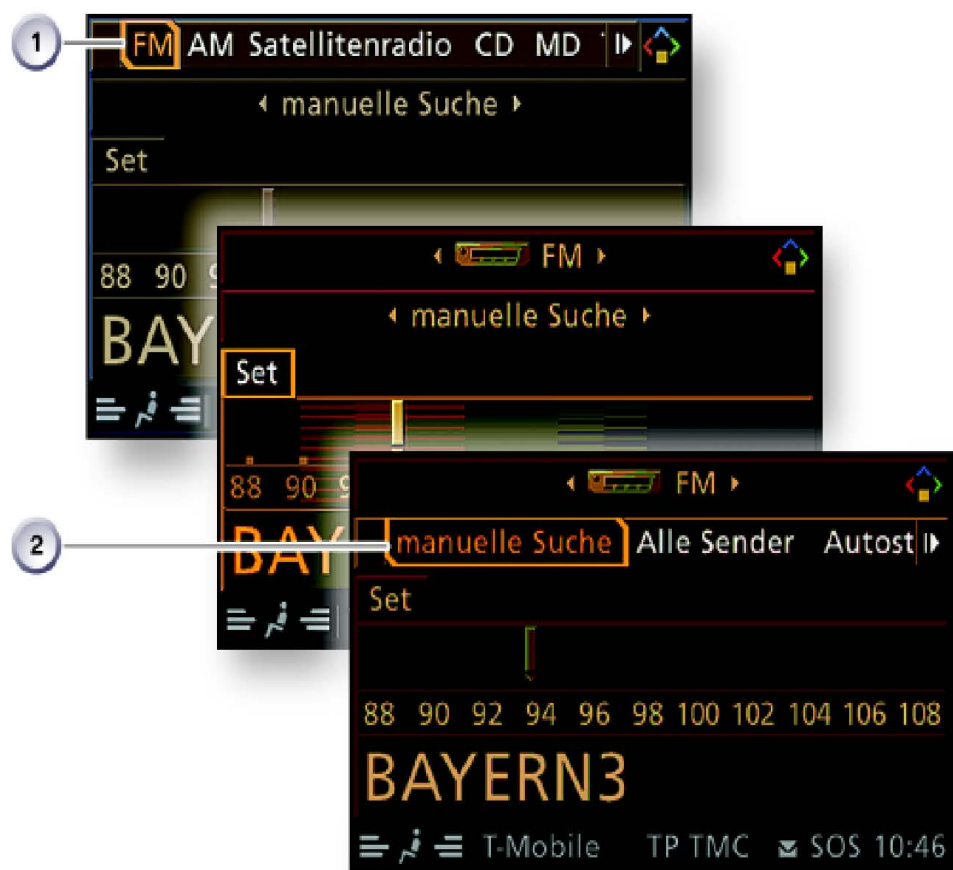 1
FM AM Satellitenradio CD MD
manuelle Suche
Set
88 90
BAY
FM
manuelle Suche
Set
88 90
BAY
2
FM
manuelle Suche Alle Sender Autost
Set
88 90 92 94 96 98 100 102 104 106 108
BAYERN3
T-Mobile TP TMC SOS 10:46